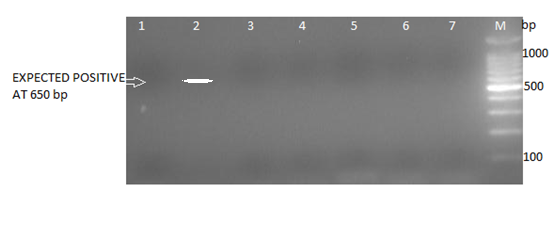 1 2 3 4 5 6 7 M bp
1000
EXPECTED POSITIVE
AT 650 bp
500
100